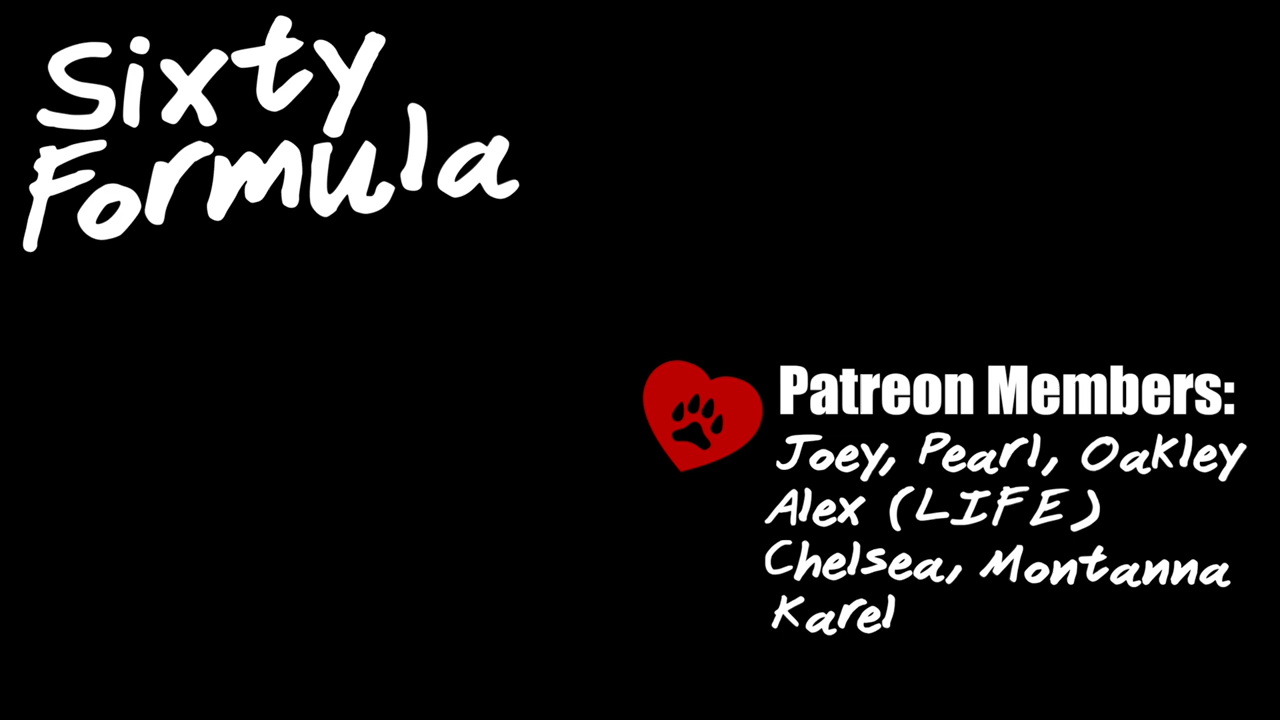 Sixty
Formula
Patreon Members:
Joey, Pearl, Oakley
Alex (LIFE)
Chelsea, Montanna
Karel